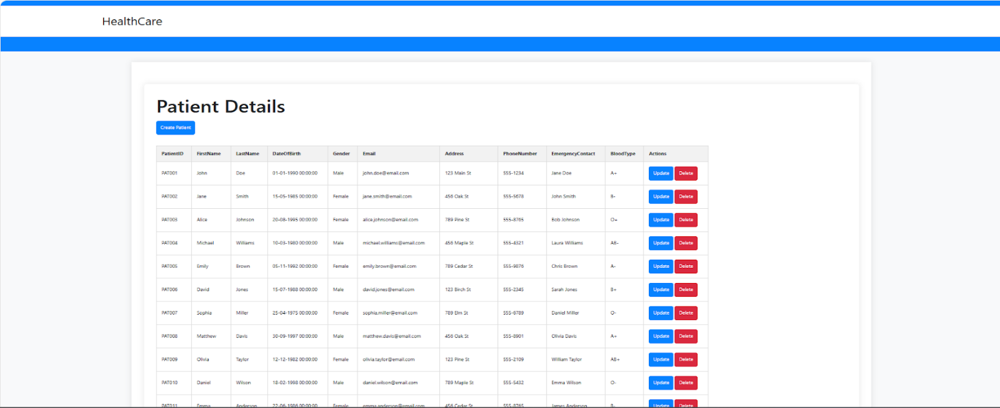 HealthCare
Patient Details
Create Patient
PatientID FirstName LastName DateOfBirth Gender Email Address PhoneNumber EmergencyContact BloodType Actions
PAT001 John Doe 01-01-1990 00:00:00 Male john.doe@email.com 123 Main St 555-1234 Jane Doe A+ Update Delete
PAT002 Jane Smith 15-05-1985 00:00:00 Female jane.smith@email.com 456 Oak St 555-5678 John Smith B- Update Delete
PAT003 Alice Johnson 20-08-1995 00:00:00 Female alice.johnson@email.com 789 Pine St 555-8765 Bob Johnson O+ Update Delete
PAT004 Michael Williams 10-03-1980 00:00:00 Male michael.williams@email.com 456 Maple St 555-4321 Laura Williams AB- Update Delete
PAT005 Emily Brown 05-11-1992 00:00:00 Female emily.brown@email.com 789 Cedar St 555-9876 Chris Brown A- Update Delete
PAT006 David Jones 15-07-1988 00:00:00 Male david.jones@email.com 123 Birch St 555-2345 Sarah Jones B+ Update Delete
PAT007 Sophia Miller 25-04-1975 00:00:00 Female sophia.miller@email.com 789 Elm St 555-6789 Daniel Miller O- Update Delete
PAT008 Matthew Davis 30-09-1997 00:00:00 Male matthew.davis@email.com 456 Oak St 555-8901 Olivia Davis A+ Update Delete
PAT009 Olivia Taylor 12-12-1982 00:00:00 Female olivia.taylor@email.com 123 Pine St 555-2109 William Taylor AB+ Update Delete
PAT010 Daniel Wilson 18-02-1998 00:00:00 Male daniel.wilson@email.com 789 Maple St 555-5432 Emma Wilson O- Update Delete
PAT011 Emma Anderson 22-06-1986 00:00:00 Female emma.anderson@email.com 456 Cedar St 555-8765 James Anderson B- Update Delete